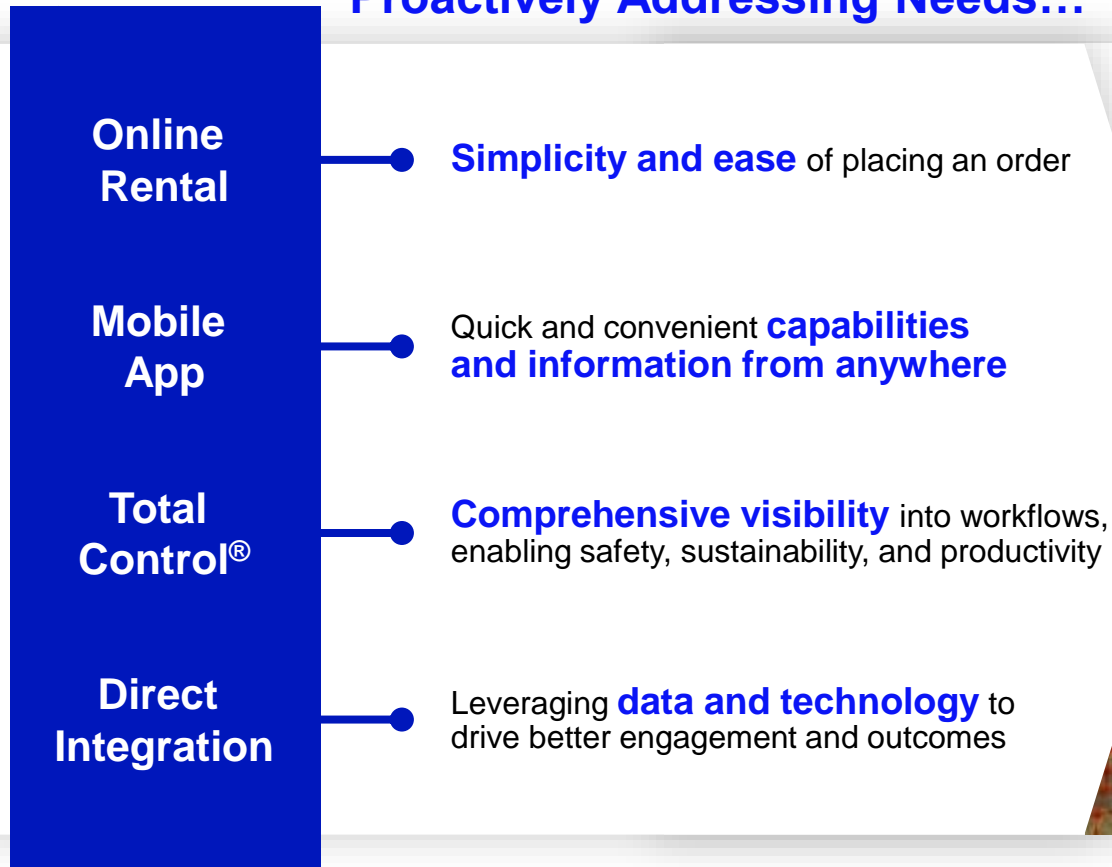 Proactively Addressing Needs…
Online
Rental
Simplicity and ease of placing an order
Mobile
App
Quick and convenient capabilities
and information from anywhere
Total
Control®
Comprehensive visibility into workflows,
enabling safety, sustainability, and productivity
Direct
Integration
Leveraging data and technology to
drive better engagement and outcomes